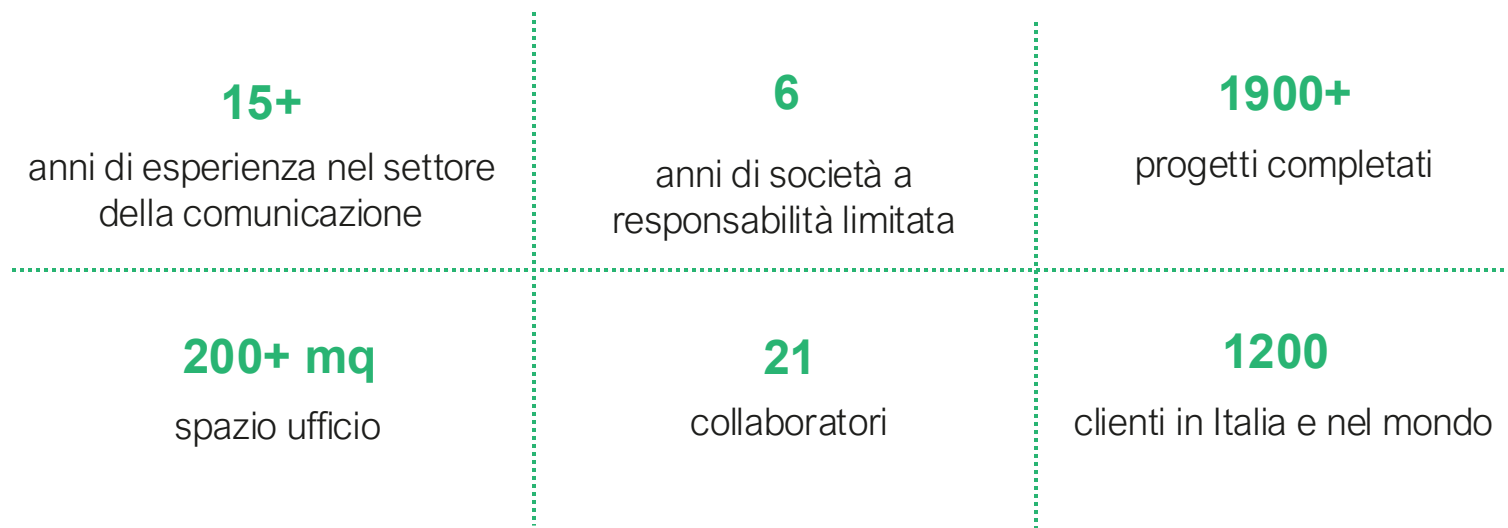 15+
anni di esperienza nel settore
della comunicazione
6
anni di società a
responsabilità limitata
1900+
progetti completati
200+ mq
spazio ufficio
21
collaboratori
1200
clienti in Italia e nel mondo